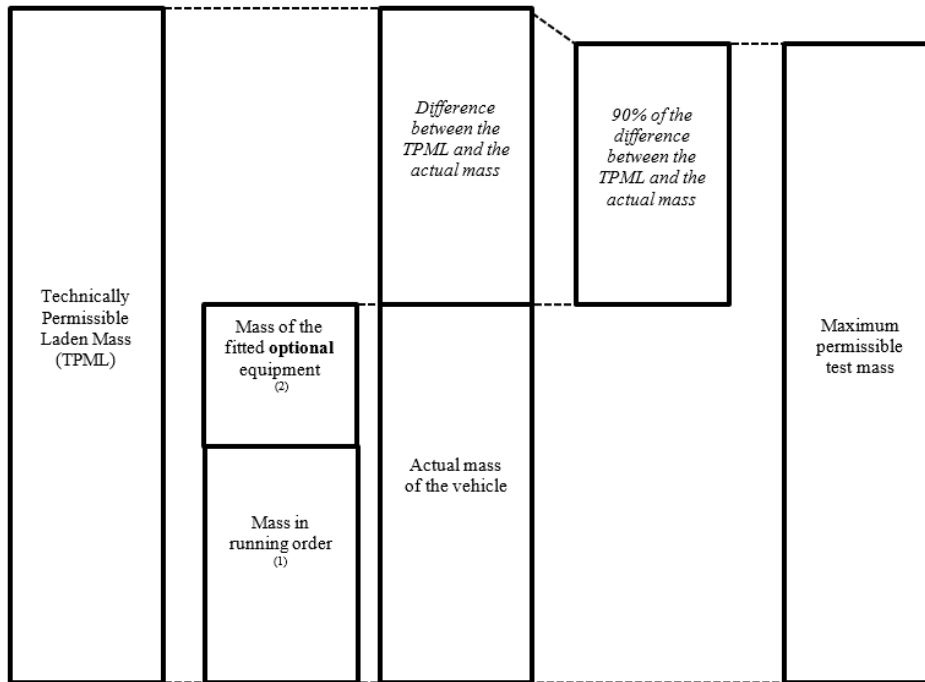 Technically
Permissible
Laden Mass
(TPML)
Mass of the
fitted optional
equipment
(2)
Mass in
running order
(1)
Difference
between the
TPML and the
actual mass
Actual mass
of the vehicle
90% of the
difference
between the
TPML and the
actual mass
Maximum
permissible
test mass